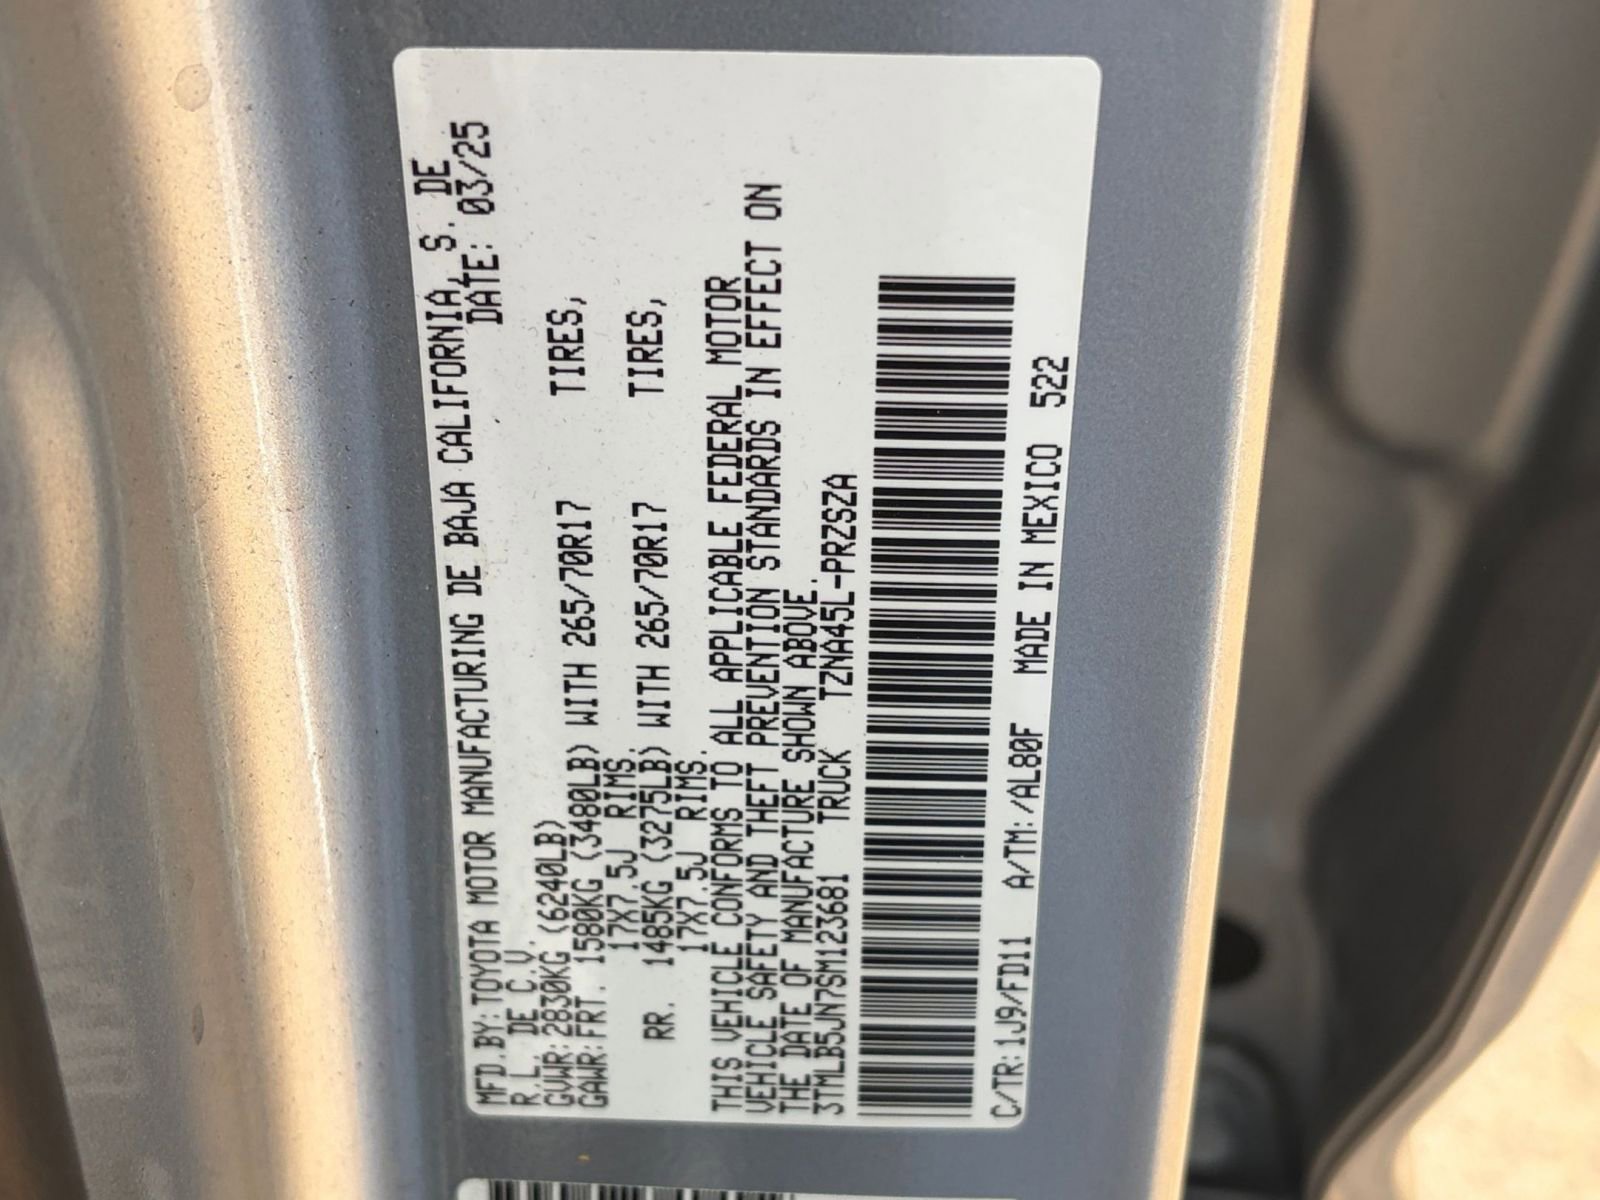 MFD.BY:TOYOTA MOTOR MANUFACTURING DE BAJA CALIFORNIA, S. DE
R.L. DE C.V. DATE: 03/25
GVWR:2830KG (6240LB)
GAWR:FRT. 1580KG (3480LB) WITH 265/70R17 TIRES,
17X7.5J RIMS.
RR. 1485KG (3275LB) WITH 265/70R17 TIRES,
17X7.5J RIMS.
THIS VEHICLE CONFORMS TO ALL APPLICABLE FEDERAL MOTOR
VEHICLE SAFETY AND THEFT PREVENTION STANDARDS IN EFFECT ON
THE DATE OF MANUFACTURE SHOWN ABOVE.
3TMLB5JN7SM123681 TRUCK TZNA45L-PRZSZA
C/TR:1J9/FD11 A/TM:/AL80F MADE IN MEXICO 522